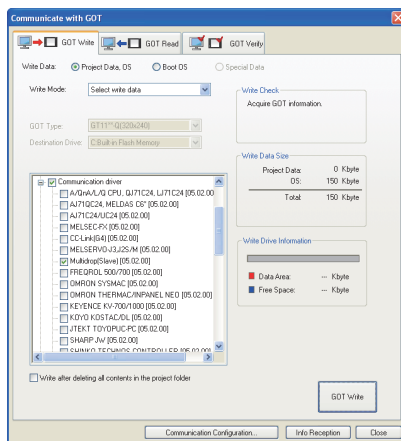 Communicate with GOT
GOT Write GOT Read GOT Verify
Write Data: Project Data, OS Boot OS Special Data
Write Mode: Select write data
GOT Type: GT11**-Q(320x240)
Destination Drive: C:Built-in Flash Memory
Write Check
Acquire GOT information.
Write Data Size
Project Data: 0 Kbyte
OS: 150 Kbyte
Total: 150 Kbyte
Write Drive Information
Data Area: --- Kbyte
Free Space: --- Kbyte
Communication driver
A/QnA/L/Q CPU, QJ71C24, LJ71C24 [05.02.00
AJ71QC24, MELDAS C6* [05.02.00]
AJ71C24/UC24 [05.02.00]
MELSEC-FX [05.02.00]
CC-Link(G4) [05.02.00]
MELSERVO-J3,J2S/M [05.02.00]
Multidrop(Slave) [05.02.00]
FREQROL 500/700 [05.02.00]
OMRON SYSMAC [05.02.00]
OMRON THERMAC/INPANEL NEO [05.02.00]
KEYENCE KV-700/1000 [05.02.00]
KOYO KOSTAC/DL [05.02.00]
JTEKT TOYOPUC-PC [05.02.00]
SHARP JW [05.02.00]
SHINKO TECHNOS CONTROLLER [05.02.00]
Write after deleting all contents in the project folder
GOT Write
Communication Configuration... Info Reception Close